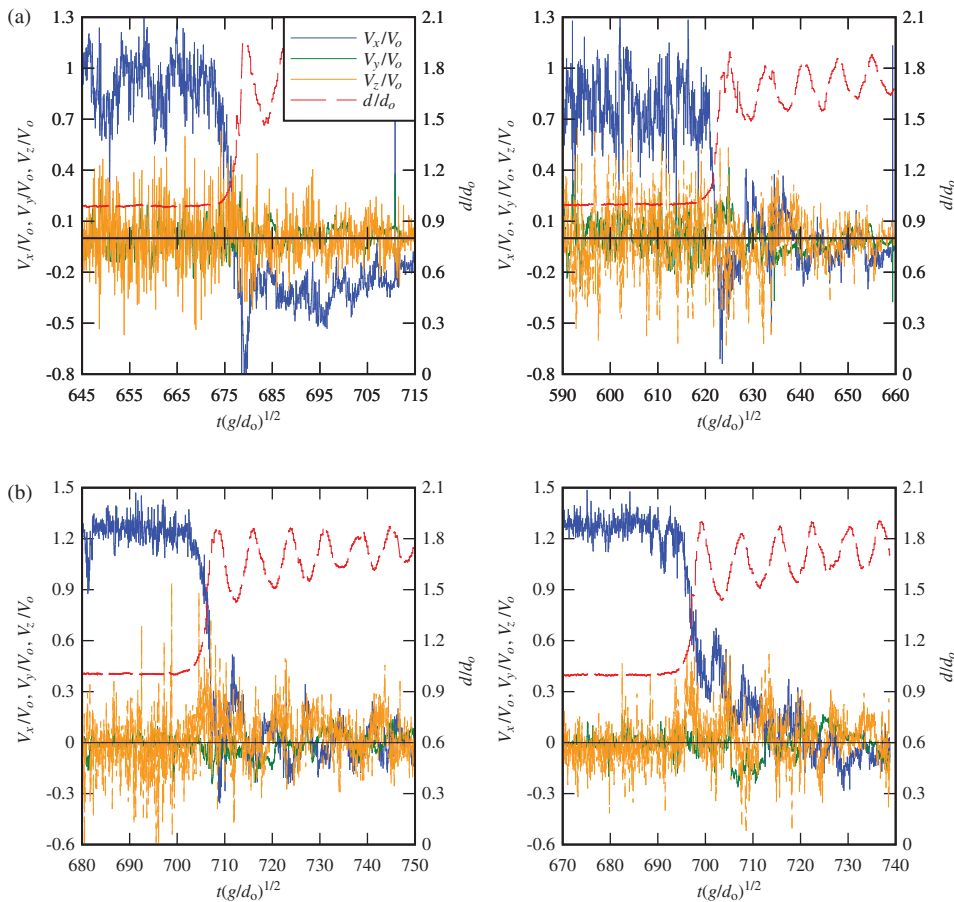 (a)
1.3
1
0.7
0.4
0.1
-0.2
-0.5
-0.8
V_x/V_o, V_y/V_o, V_z/V_o
2.1
1.8
1.5
1.2
0.9
0.6
0.3
0
d/d_o
V_x/V_o
V_y/V_o
V_z/V_o
d/d_o
645 655 665 675 685 695 705 715
t(g/d_o)^{1/2}
1.3
1
0.7
0.4
0.1
-0.2
-0.5
-0.8
V_x/V_o, V_y/V_o, V_z/V_o
2.1
1.8
1.5
1.2
0.9
0.6
0.3
0
d/d_o
590 600 610 620 630 640 650 660
t(g/d_o)^{1/2}
(b)
1.5
1.2
0.9
0.6
0.3
0
-0.3
-0.6
V_x/V_o, V_y/V_o, V_z/V_o
2.1
1.8
1.5
1.2
0.9
0.6
0.3
0
d/d_o
680 690 700 710 720 730 740 750
t(g/d_o)^{1/2}
1.5
1.2
0.9
0.6
0.3
0
-0.3
-0.6
V_x/V_o, V_y/V_o, V_z/V_o
2.1
1.8
1.5
1.2
0.9
0.6
0.3
0
d/d_o
670 680 690 700 710 720 730 740
t(g/d_o)^{1/2}